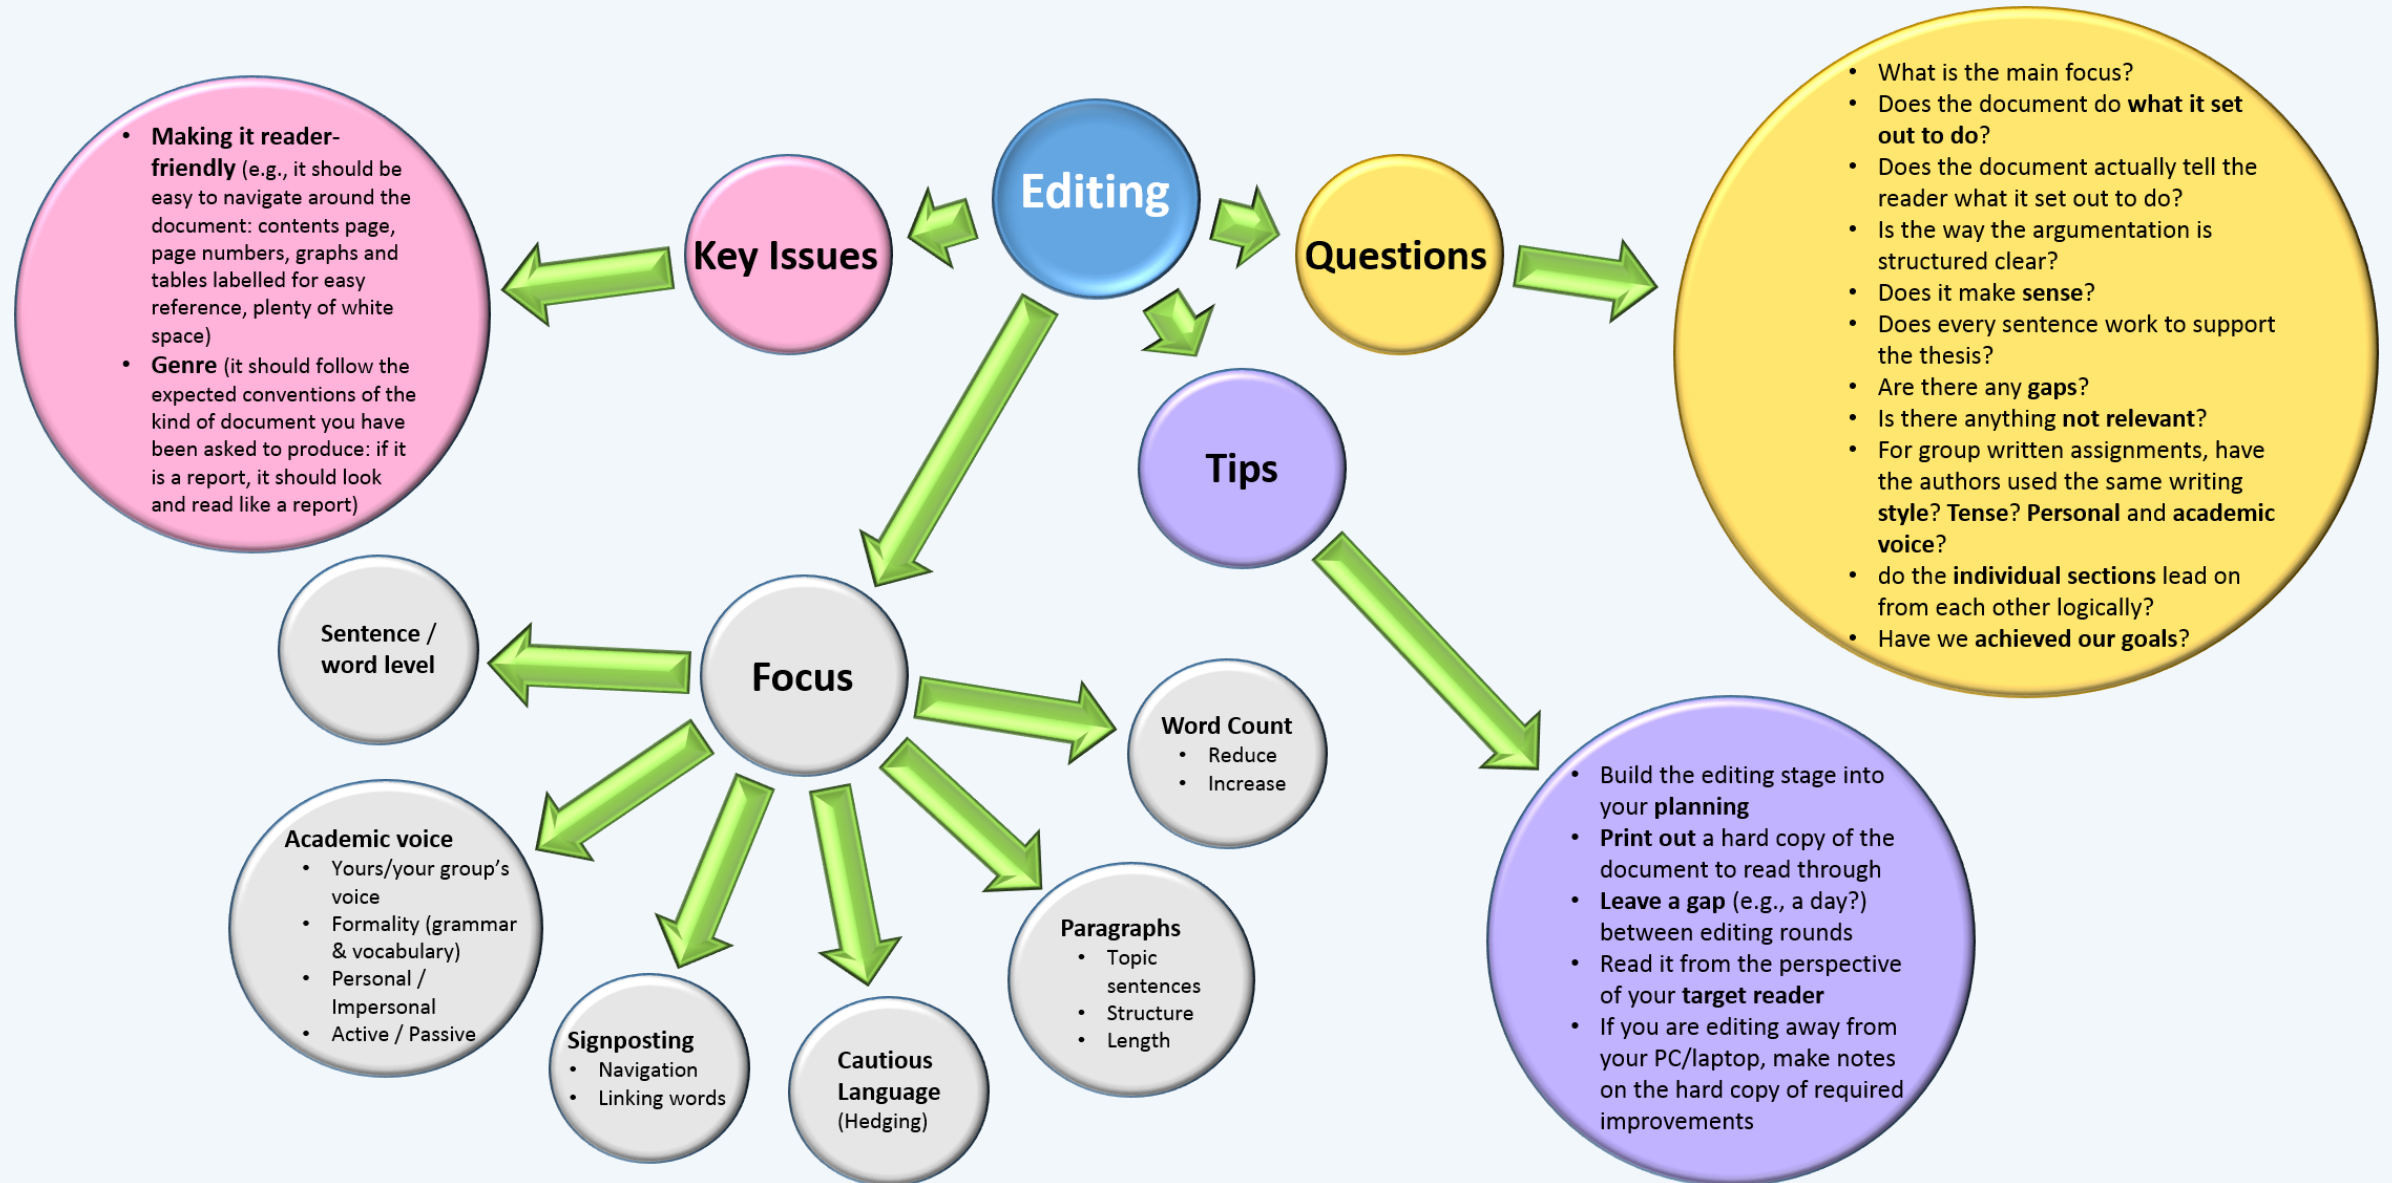 Editing
Key Issues
• Making it reader-
friendly (e.g., it should be
easy to navigate around the
document: contents page,
page numbers, graphs and
tables labelled for easy
reference, plenty of white
space)
• Genre (it should follow the
expected conventions of the
kind of document you have
been asked to produce: if it
is a report, it should look
and read like a report)
Questions
• What is the main focus?
• Does the document do what it set
out to do?
• Does the document actually tell the
reader what it set out to do?
• Is the way the argumentation is
structured clear?
• Does it make sense?
• Does every sentence work to support
the thesis?
• Are there any gaps?
• Is there anything not relevant?
• For group written assignments, have
the authors used the same writing
style? Tense? Personal and academic
voice?
• do the individual sections lead on
from each other logically?
• Have we achieved our goals?
Tips
• Build the editing stage into
your planning
• Print out a hard copy of the
document to read through
• Leave a gap (e.g., a day?)
between editing rounds
• Read it from the perspective
of your target reader
• If you are editing away from
your PC/laptop, make notes
on the hard copy of required
improvements
Focus
Sentence /
word level
Academic voice
• Yours/your group's
voice
• Formality (grammar
& vocabulary)
• Personal /
Impersonal
• Active / Passive
Signposting
• Navigation
• Linking words
Cautious
Language
(Hedging)
Paragraphs
• Topic
sentences
• Structure
• Length
Word Count
• Reduce
• Increase